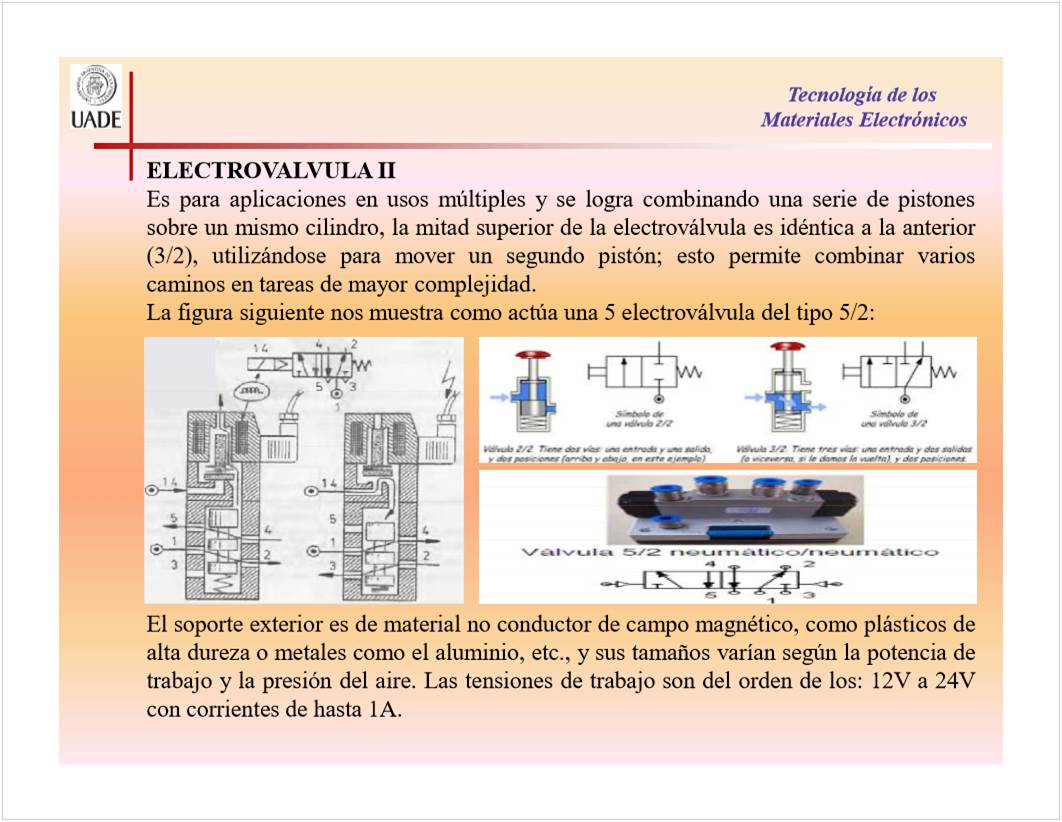 UADE
Tecnología de los
Materiales Electrónicos
ELECTROVALVULA II
Es para aplicaciones en usos múltiples y se logra combinando una serie de pistones
sobre un mismo cilindro, la mitad superior de la electroválvula es idéntica a la anterior
(3/2), utilizándose para mover un segundo pistón; esto permite combinar varios
caminos en tareas de mayor complejidad.
La figura siguiente nos muestra como actúa una 5 electroválvula del tipo 5/2:
14 4 2
5 3
1
14
5
4
1
2
3
14
5
4
1
2
3
Símbolo de
una válvula 2/2
Válvula 2/2. Tiene dos vías: una entrada y una salida,
y dos posiciones (arriba y abajo, en este ejemplo).
Símbolo de
una válvula 3/2
Válvula 3/2. Tiene tres vías: una entrada y dos salidas
(o viceversa, si le damos la vuelta), y dos posiciones.
Válvula 5/2 neumático/neumático
4 2
5 1 3
El soporte exterior es de material no conductor de campo magnético, como plásticos de
alta dureza o metales como el aluminio, etc., y sus tamaños varían según la potencia de
trabajo y la presión del aire. Las tensiones de trabajo son del orden de los: 12V a 24V
con corrientes de hasta 1A.